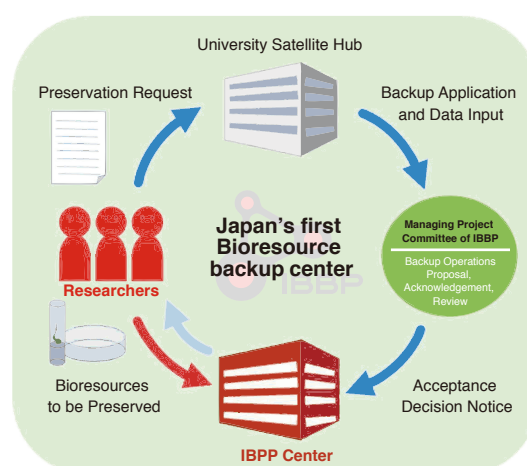 University Satellite Hub
Preservation Request
Backup Application
and Data Input
Managing Project
Committee of IBBP
Backup Operations
Proposal,
Acknowledgement,
Review
Japan's first
Bioresource
backup center
IBBP
Researchers
Bioresources
to be Preserved
Acceptance
Decision Notice
IBPP Center